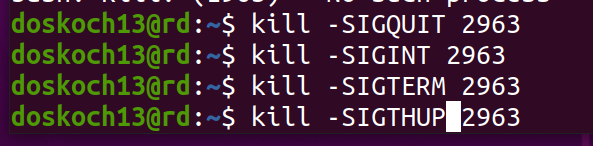 doskoch13@rd:~$ kill -SIGQUIT 2963
doskoch13@rd:~$ kill -SIGINT 2963
doskoch13@rd:~$ kill -SIGTERM 2963
doskoch13@rd:~$ kill -SIGTHUP 2963